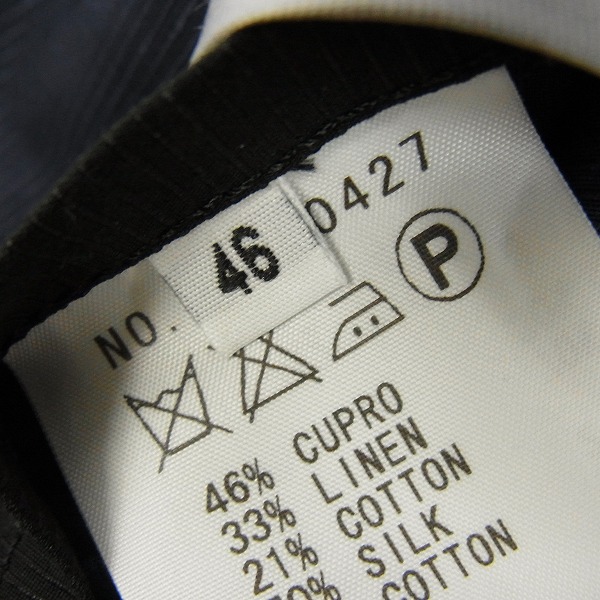 NO. 0427
46
P
46% CUPRO
33% LINEN
21% COTTON
SILK
COTTON